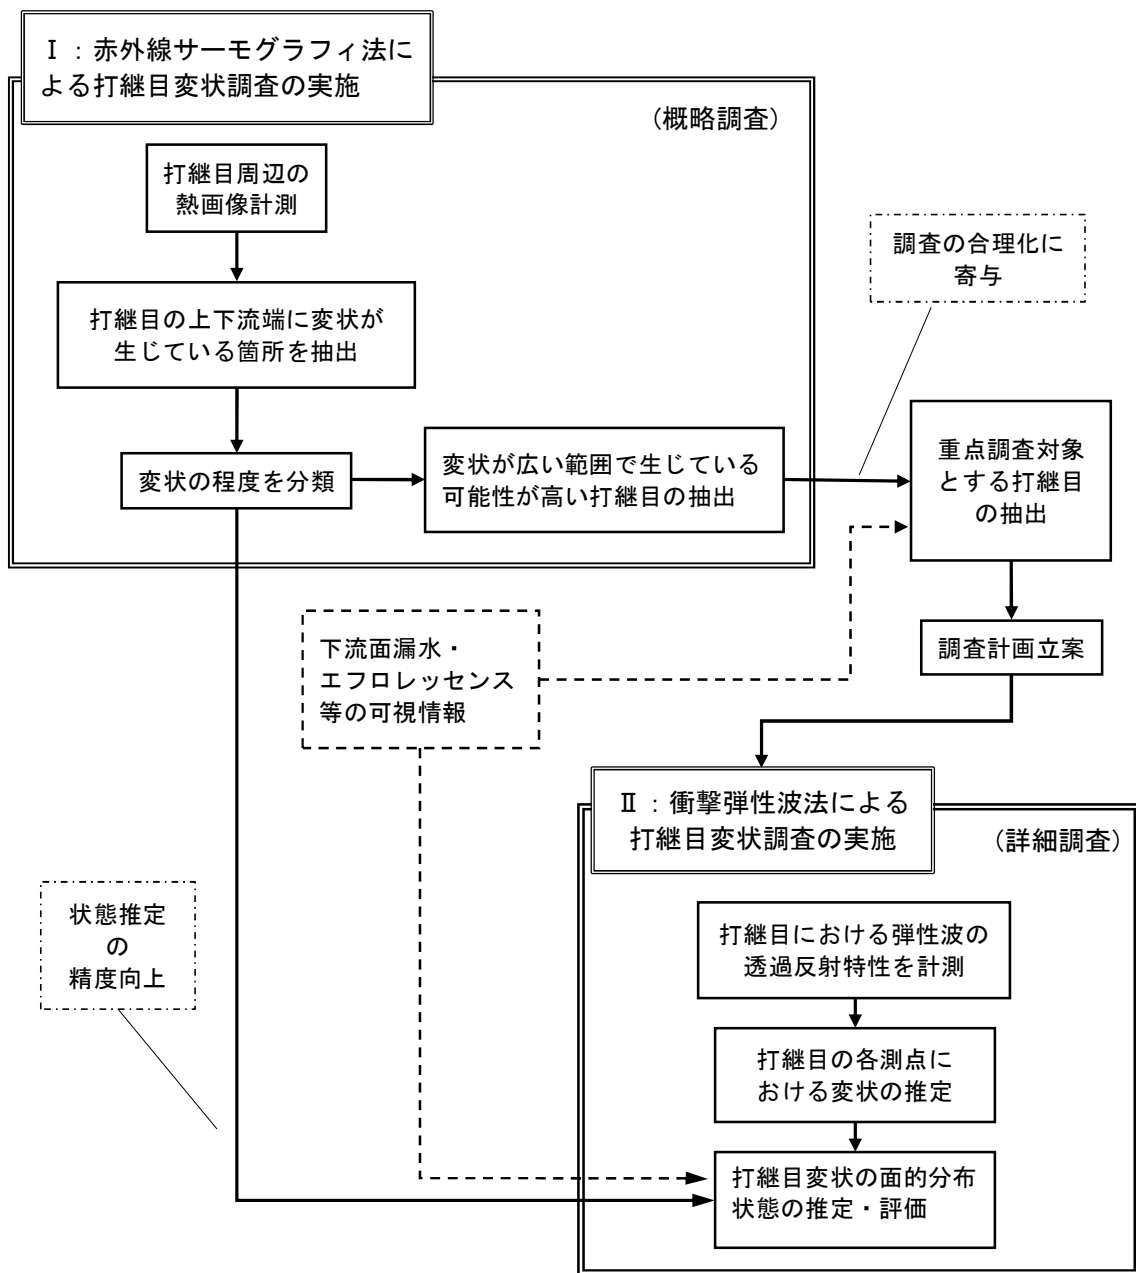 Ⅰ：赤外線サーモグラフィ法に
よる打継目変状調査の実施
（概略調査）
打継目周辺の
熱画像計測
打継目の上下流端に変状が
生じている箇所を抽出
変状の程度を分類
変状が広い範囲で生じている
可能性が高い打継目の抽出
調査の合理化に
寄与
重点調査対象
とする打継目
の抽出
調査計画立案
下流面漏水・
エフロレッセンス
等の可視情報
Ⅱ：衝撃弾性波法による
打継目変状調査の実施
（詳細調査）
打継目における弾性波の
透過反射特性を計測
打継目の各測点に
おける変状の推定
打継目変状の面的分布
状態の推定・評価
状態推定
の
精度向上